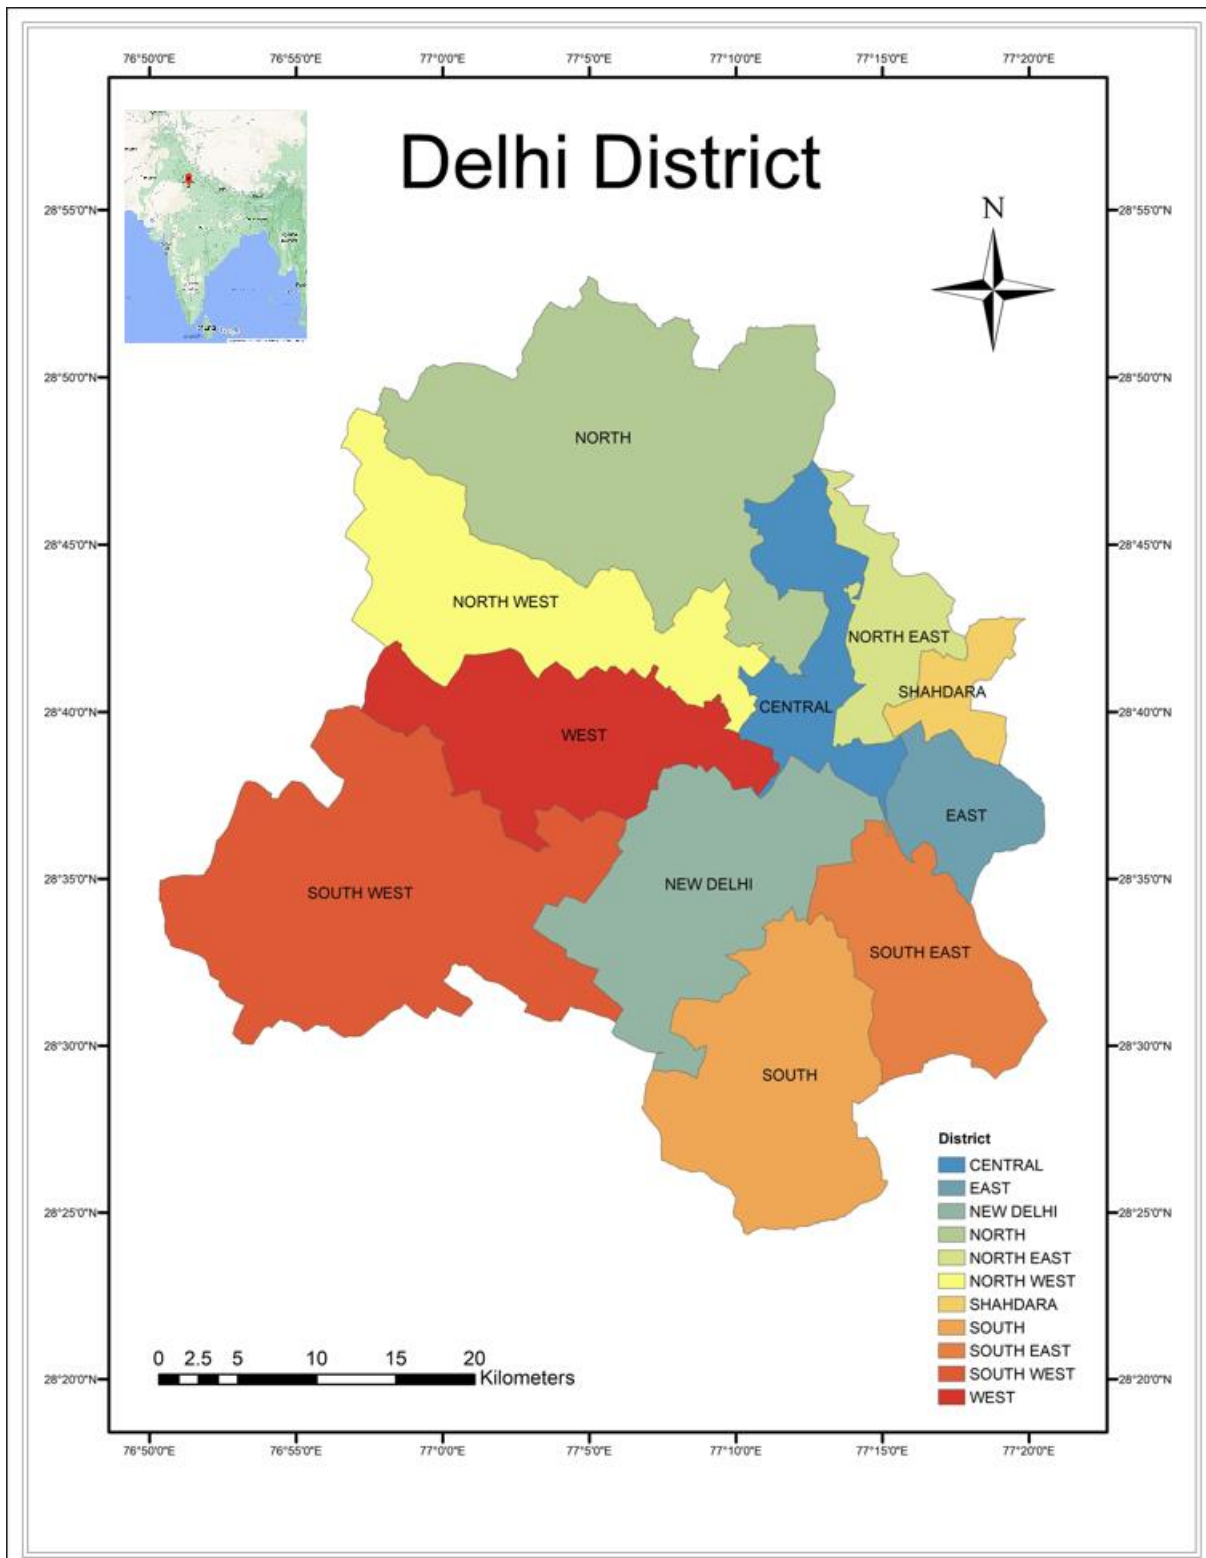 76°50'0"E 76°55'0"E 77°0'0"E 77°5'0"E 77°10'0"E 77°15'0"E 77°20'0"E
Delhi District
N
28°55'0"N 28°55'0"N
28°50'0"N 28°50'0"N
NORTH
28°45'0"N 28°45'0"N
NORTH WEST
NORTH EAST
SHAHDARA
28°40'0"N 28°40'0"N
CENTRAL
WEST
EAST
28°35'0"N 28°35'0"N
NEW DELHI
SOUTH WEST
SOUTH EAST
28°30'0"N 28°30'0"N
SOUTH
District
CENTRAL
EAST
NEW DELHI
NORTH
NORTH EAST
NORTH WEST
SHAHDARA
SOUTH
SOUTH EAST
SOUTH WEST
WEST
28°25'0"N 28°25'0"N
0 2.5 5 10 15 20
Kilometers
28°20'0"N 28°20'0"N
76°50'0"E 76°55'0"E 77°0'0"E 77°5'0"E 77°10'0"E 77°15'0"E 77°20'0"E